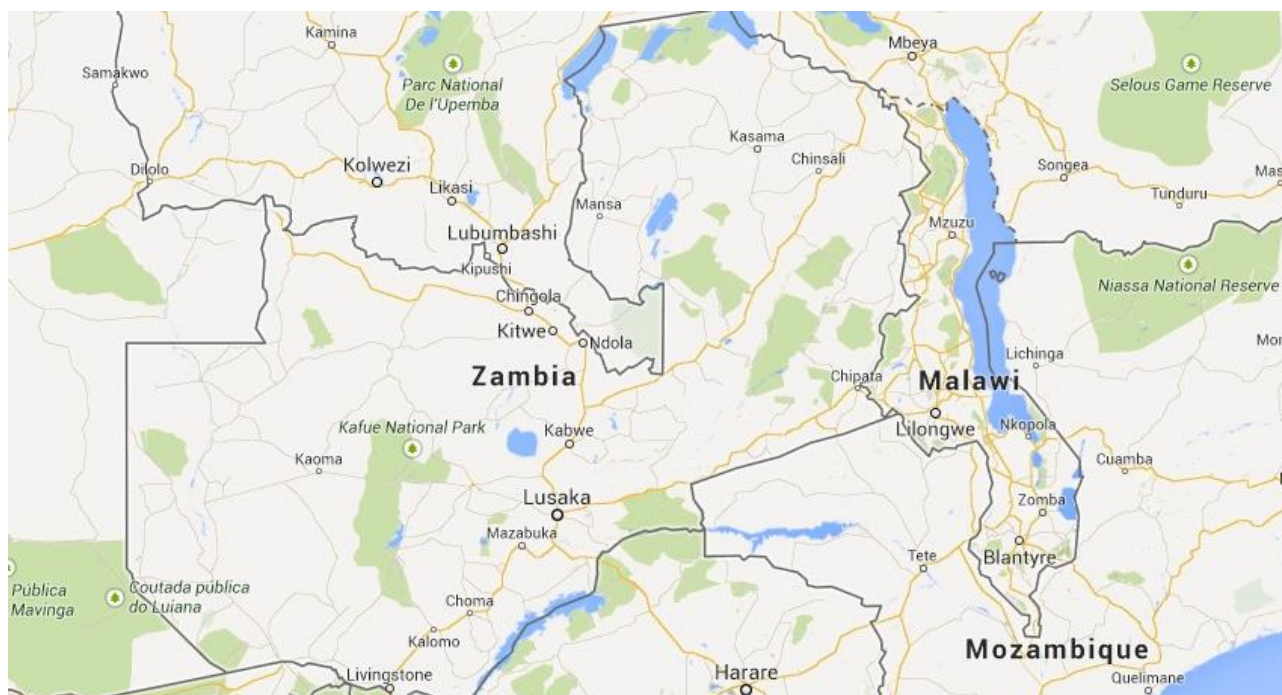 Kamina
Mbeya
Samakwo
Parc National
De l'Upemba
Selous Game Reserve
Kasama
Chinsali
Dilolo
Kolwezi
Likasi
Songea
Tunduru
Mas
Mansa
Mzuzu
Lubumbashi
Kipushi
Niassa National Reserve
Chingola
Kitwe
Ndola
Mon
Lichinga
Zambia
Chipata
Malawi
Lilongwe
Nkopola
Kafue National Park
Kabwe
Kaoma
Cuamba
Lusaka
Zomba
Mazabuka
Blantyre
Tete
Pública
Mavinga
Coutada pública
do Luiana
Choma
Kalomo
Mozambique
Livingstone
Harare
Quelimane